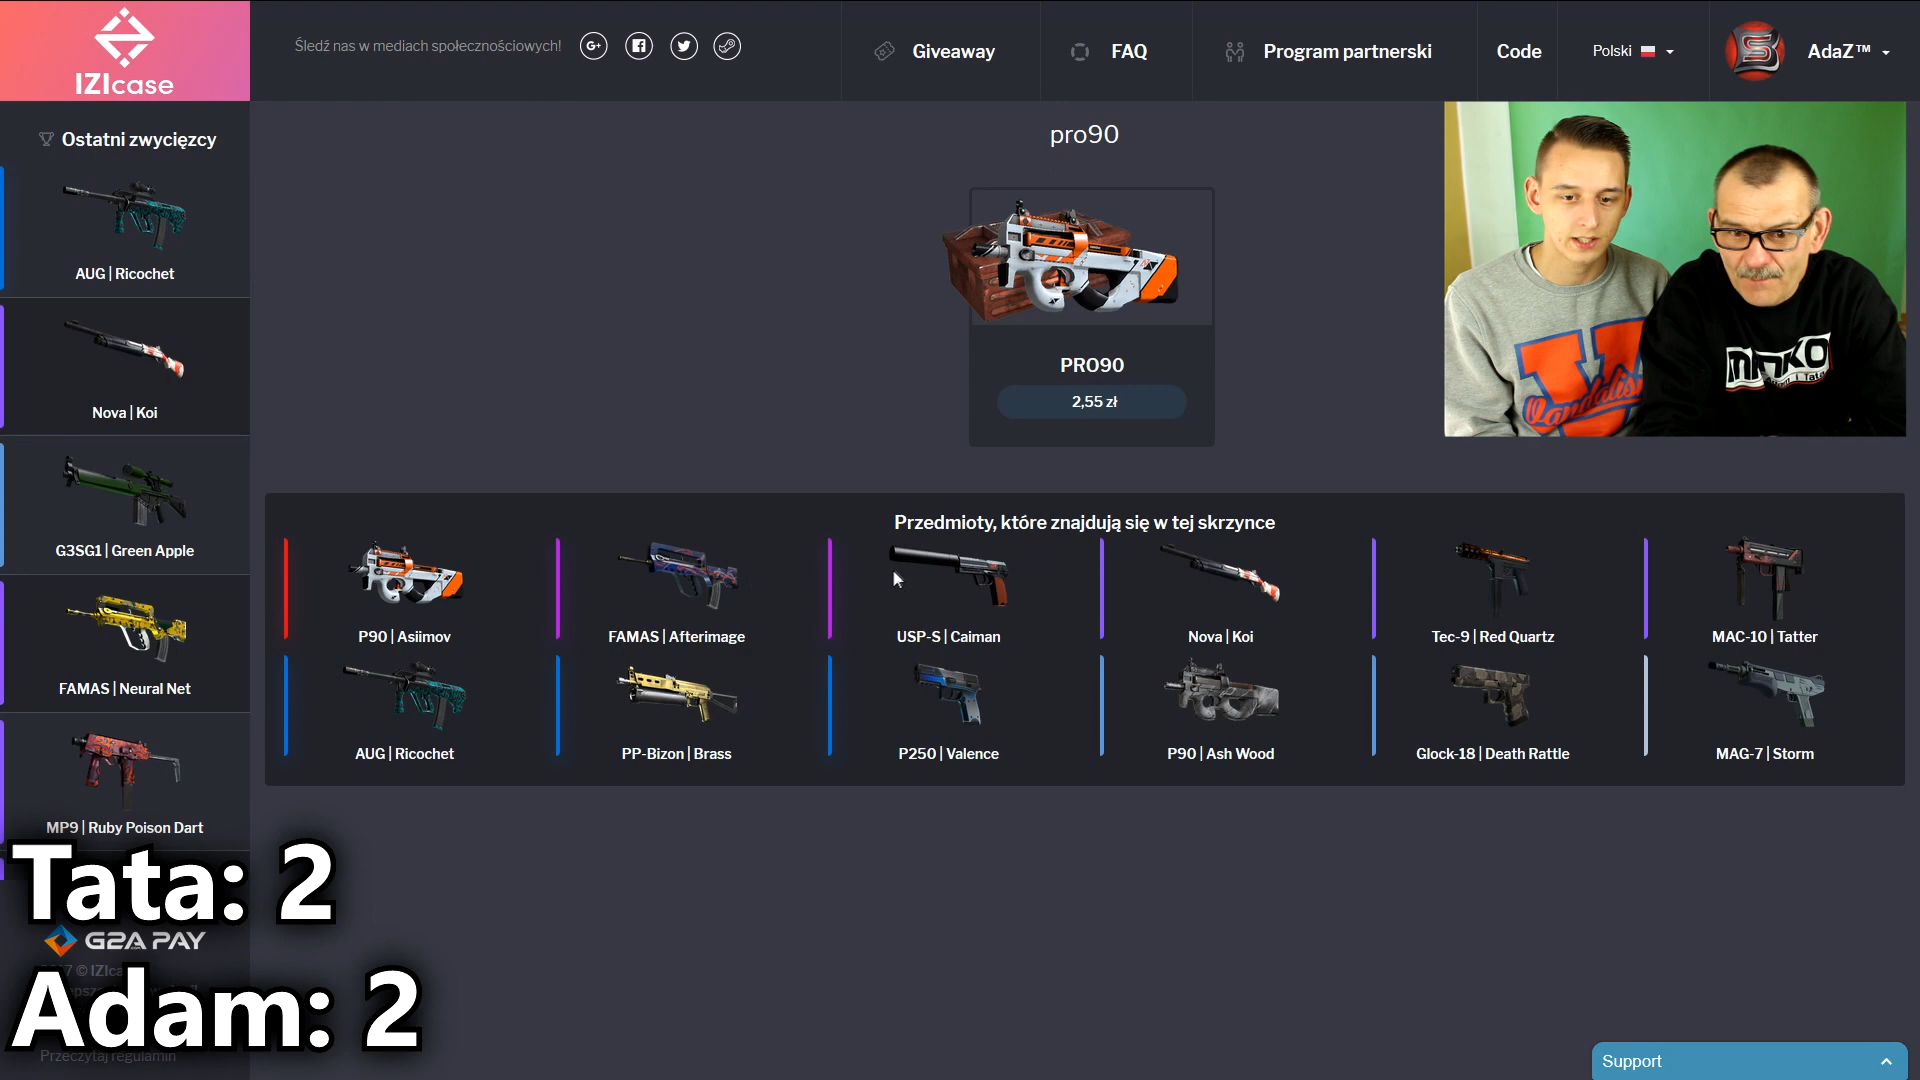 IZIcase
Śledź nas w mediach społecznościowych!
G+
Giveaway
FAQ
Program partnerski
Code
Polski
AdaZ™
Ostatni zwycięzcy
AUG | Ricochet
Nova | Koi
G3SG1 | Green Apple
FAMAS | Neural Net
MP9 | Ruby Poison Dart
pro90
PRO90
2,55 zł
Przedmioty, które znajdują się w tej skrzynce
P90 | Asiimov
FAMAS | Afterimage
USP-S | Caiman
Nova | Koi
Tec-9 | Red Quartz
MAC-10 | Tatter
AUG | Ricochet
PP-Bizon | Brass
P250 | Valence
P90 | Ash Wood
Glock-18 | Death Rattle
MAG-7 | Storm
Vandalism
Tata: 2
G2A PAY
Adam: 2
Przeczytaj regulamin
Support